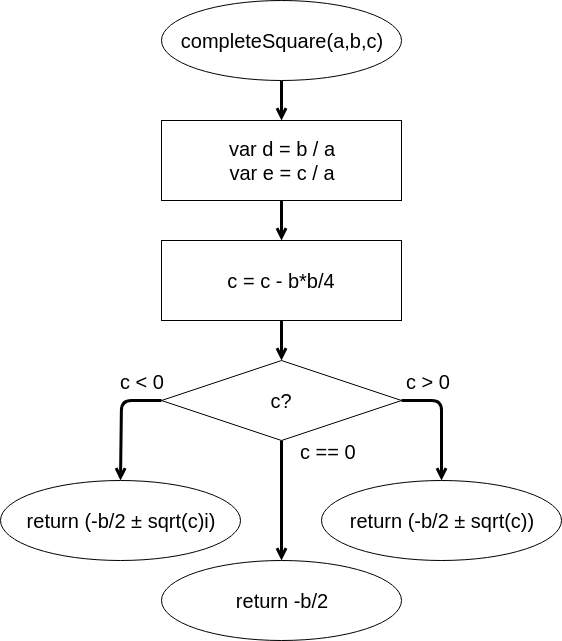 completeSquare(a,b,c)
var d = b / a
var e = c / a
c = c - b*b/4
c < 0
c > 0
c?
c == 0
return (-b/2 ± sqrt(c)i)
return (-b/2 ± sqrt(c))
return -b/2